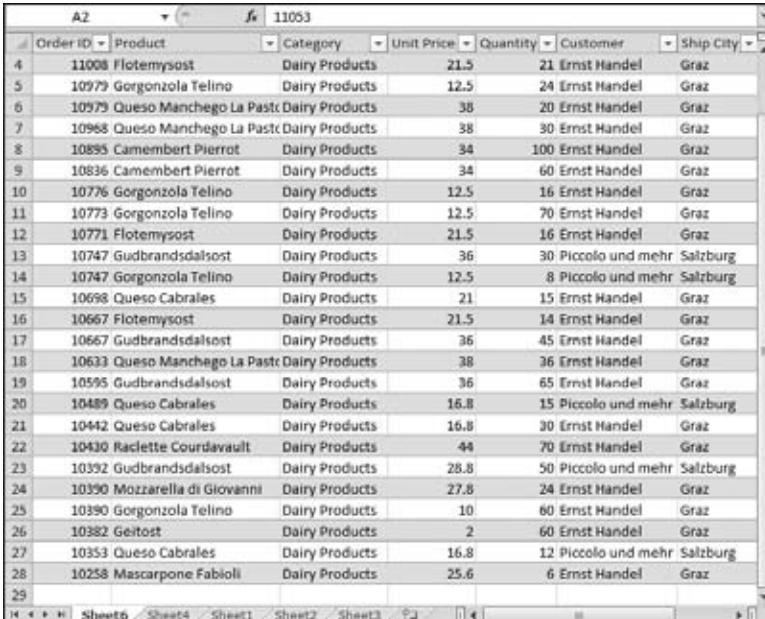 A2 fx 11053
Order ID Product Category Unit Price Quantity Customer Ship City
4 11008 Flotemysost Dairy Products 21.5 21 Ernst Handel Graz
5 10979 Gorgonzola Telino Dairy Products 12.5 24 Ernst Handel Graz
6 10979 Queso Manchego La Pasto Dairy Products 38 20 Ernst Handel Graz
7 10968 Queso Manchego La Pasto Dairy Products 38 30 Ernst Handel Graz
8 10895 Camembert Pierrot Dairy Products 34 100 Ernst Handel Graz
9 10836 Camembert Pierrot Dairy Products 34 60 Ernst Handel Graz
10 10776 Gorgonzola Telino Dairy Products 12.5 16 Ernst Handel Graz
11 10773 Gorgonzola Telino Dairy Products 12.5 70 Ernst Handel Graz
12 10771 Flotemysost Dairy Products 21.5 16 Ernst Handel Graz
13 10747 Gudbrandsdalsost Dairy Products 36 30 Piccolo und mehr Salzburg
14 10747 Gorgonzola Telino Dairy Products 12.5 8 Piccolo und mehr Salzburg
15 10698 Queso Cabrales Dairy Products 21 15 Ernst Handel Graz
16 10667 Flotemysost Dairy Products 21.5 14 Ernst Handel Graz
17 10667 Gudbrandsdalsost Dairy Products 36 45 Ernst Handel Graz
18 10633 Queso Manchego La Pasto Dairy Products 38 36 Ernst Handel Graz
19 10595 Gudbrandsdalsost Dairy Products 36 65 Ernst Handel Graz
20 10489 Queso Cabrales Dairy Products 16.8 15 Piccolo und mehr Salzburg
21 10442 Queso Cabrales Dairy Products 16.8 30 Ernst Handel Graz
22 10430 Raclette Courdavault Dairy Products 44 70 Ernst Handel Graz
23 10392 Gudbrandsdalsost Dairy Products 28.8 50 Piccolo und mehr Salzburg
24 10390 Mozzarella di Giovanni Dairy Products 27.8 24 Ernst Handel Graz
25 10390 Gorgonzola Telino Dairy Products 10 60 Ernst Handel Graz
26 10382 Geitost Dairy Products 2 60 Ernst Handel Graz
27 10353 Queso Cabrales Dairy Products 16.8 12 Piccolo und mehr Salzburg
28 10258 Mascarpone Fabioli Dairy Products 25.6 6 Ernst Handel Graz
29
Sheet6 Sheet4 Sheet1 Sheet2 Sheet3